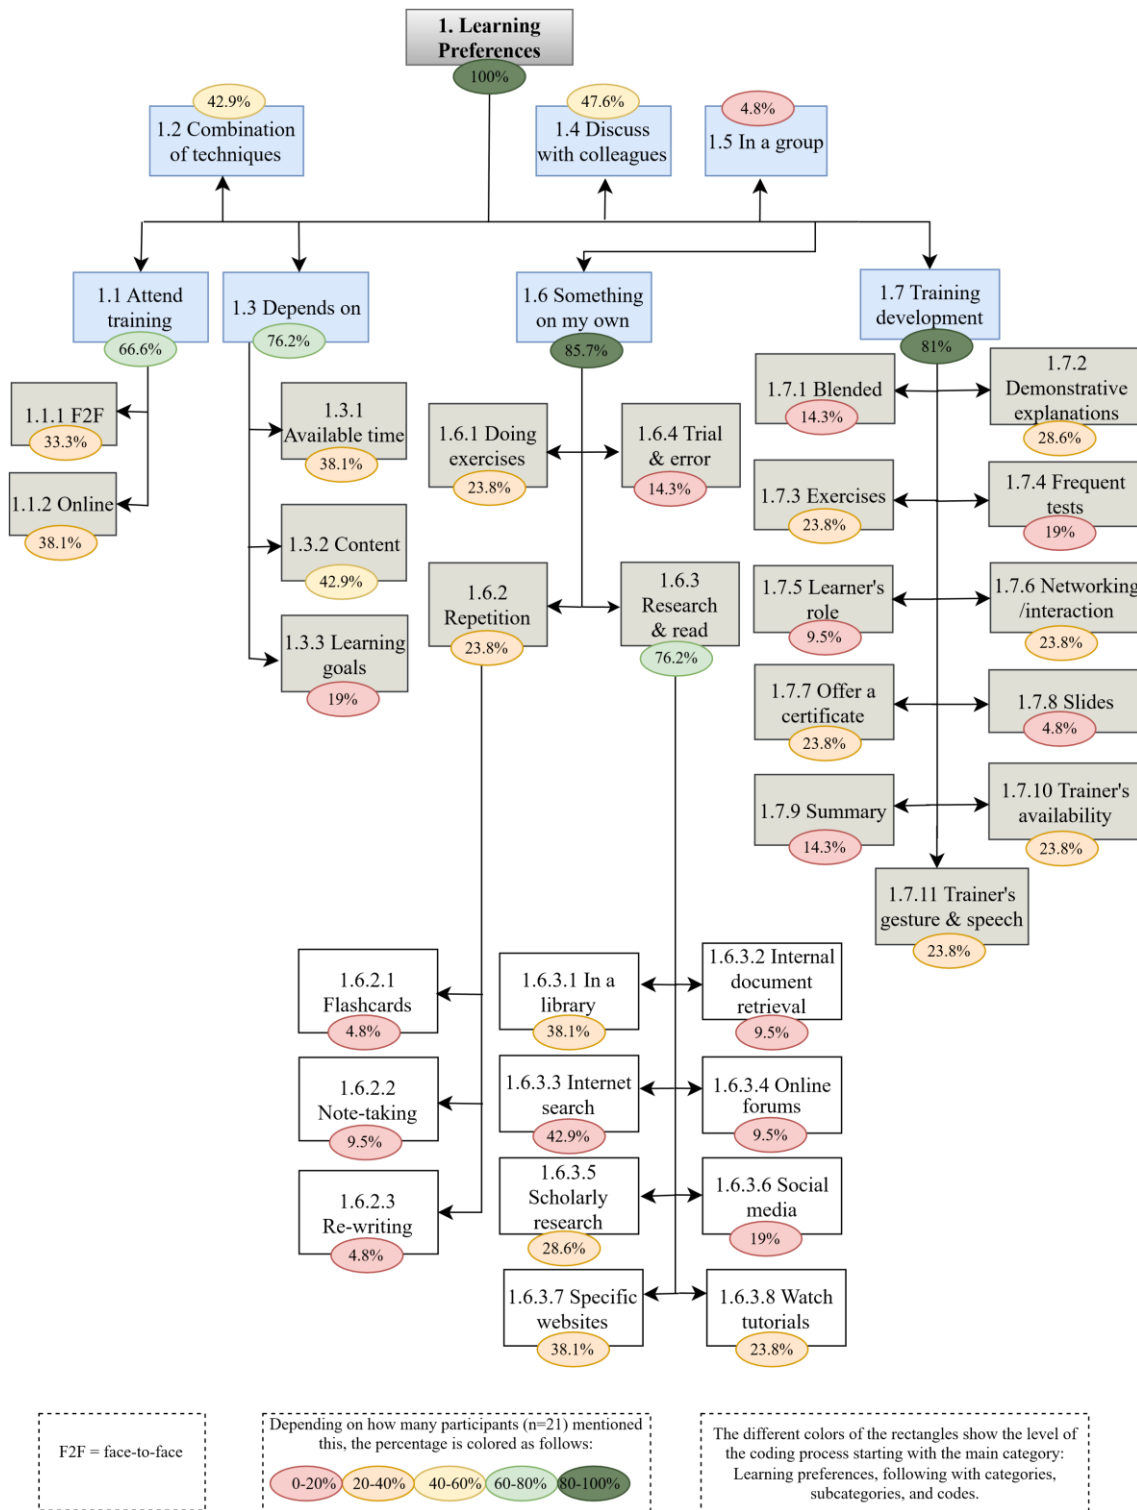 1. Learning
Preferences
100%
42.9%
1.2 Combination
of techniques
47.6%
1.4 Discuss
with colleagues
4.8%
1.5 In a group
1.1 Attend
training
66.6%
1.3 Depends on
76.2%
1.6 Something
on my own
85.7%
1.7 Training
development
81%
1.1.1 F2F
33.3%
1.1.2 Online
38.1%
1.3.1
Available time
38.1%
1.3.2 Content
42.9%
1.3.3 Learning
goals
19%
1.6.1 Doing
exercises
23.8%
1.6.4 Trial
& error
14.3%
1.6.2
Repetition
23.8%
1.6.3
Research
& read
76.2%
1.7.1 Blended
14.3%
1.7.2
Demonstrative
explanations
28.6%
1.7.3 Exercises
23.8%
1.7.4 Frequent
tests
19%
1.7.5 Learner's
role
9.5%
1.7.6 Networking
/interaction
23.8%
1.7.7 Offer a
certificate
23.8%
1.7.8 Slides
4.8%
1.7.9 Summary
14.3%
1.7.10 Trainer's
availability
23.8%
1.7.11 Trainer's
gesture & speech
23.8%
1.6.2.1
Flashcards
4.8%
1.6.2.2
Note-taking
9.5%
1.6.2.3
Re-writing
4.8%
1.6.3.1 In a
library
38.1%
1.6.3.2 Internal
document
retrieval
9.5%
1.6.3.3 Internet
search
42.9%
1.6.3.4 Online
forums
9.5%
1.6.3.5
Scholarly
research
28.6%
1.6.3.6 Social
media
19%
1.6.3.7 Specific
websites
38.1%
1.6.3.8 Watch
tutorials
23.8%
F2F = face-to-face
Depending on how many participants (n=21) mentioned
this, the percentage is colored as follows:
0-20% 20-40% 40-60% 60-80% 80-100%
The different colors of the rectangles show the level of
the coding process starting with the main category:
Learning preferences, following with categories,
subcategories, and codes.